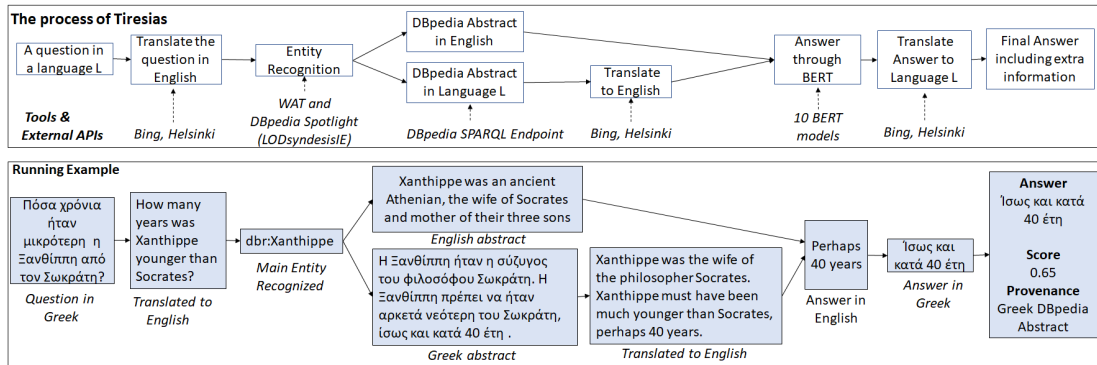 The process of Tiresias
A question in
a language L
Translate the
question in
English
Entity
Recognition
DBpedia Abstract
in English
DBpedia Abstract
in Language L
Translate
to English
Answer
through
BERT
Translate
Answer to
Language L
Final Answer
including extra
information
Tools &
External APIs
Bing, Helsinki
WAT and
DBpedia Spotlight
(LODsyndesisIE)
DBpedia SPARQL Endpoint
Bing, Helsinki
10 BERT
models
Bing, Helsinki
Running Example
Πόσα χρόνια
ήταν
μικρότερη η
Ξανθίππη από
τον Σωκράτη?
Question in
Greek
How many
years was
Xanthippe
younger than
Socrates?
Translated to
English
dbr:Xanthippe
Main Entity
Recognized
Xanthippe was an ancient
Athenian, the wife of Socrates
and mother of their three sons
English abstract
Η Ξανθίππη ήταν η σύζυγος
του φιλοσόφου Σωκράτη. Η
Ξανθίππη πρέπει να ήταν
αρκετά νεότερη του Σωκράτη,
ίσως και κατά 40 έτη .
Greek abstract
Xanthippe was the wife of
the philosopher Socrates.
Xanthippe must have been
much younger than Socrates,
perhaps 40 years.
Translated to English
Perhaps
40 years
Answer in
English
Ίσως και
κατά 40 έτη
Answer in
Greek
Answer
Ίσως και κατά
40 έτη
Score
0.65
Provenance
Greek DBpedia
Abstract